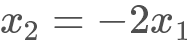 x₂ = −2x₁